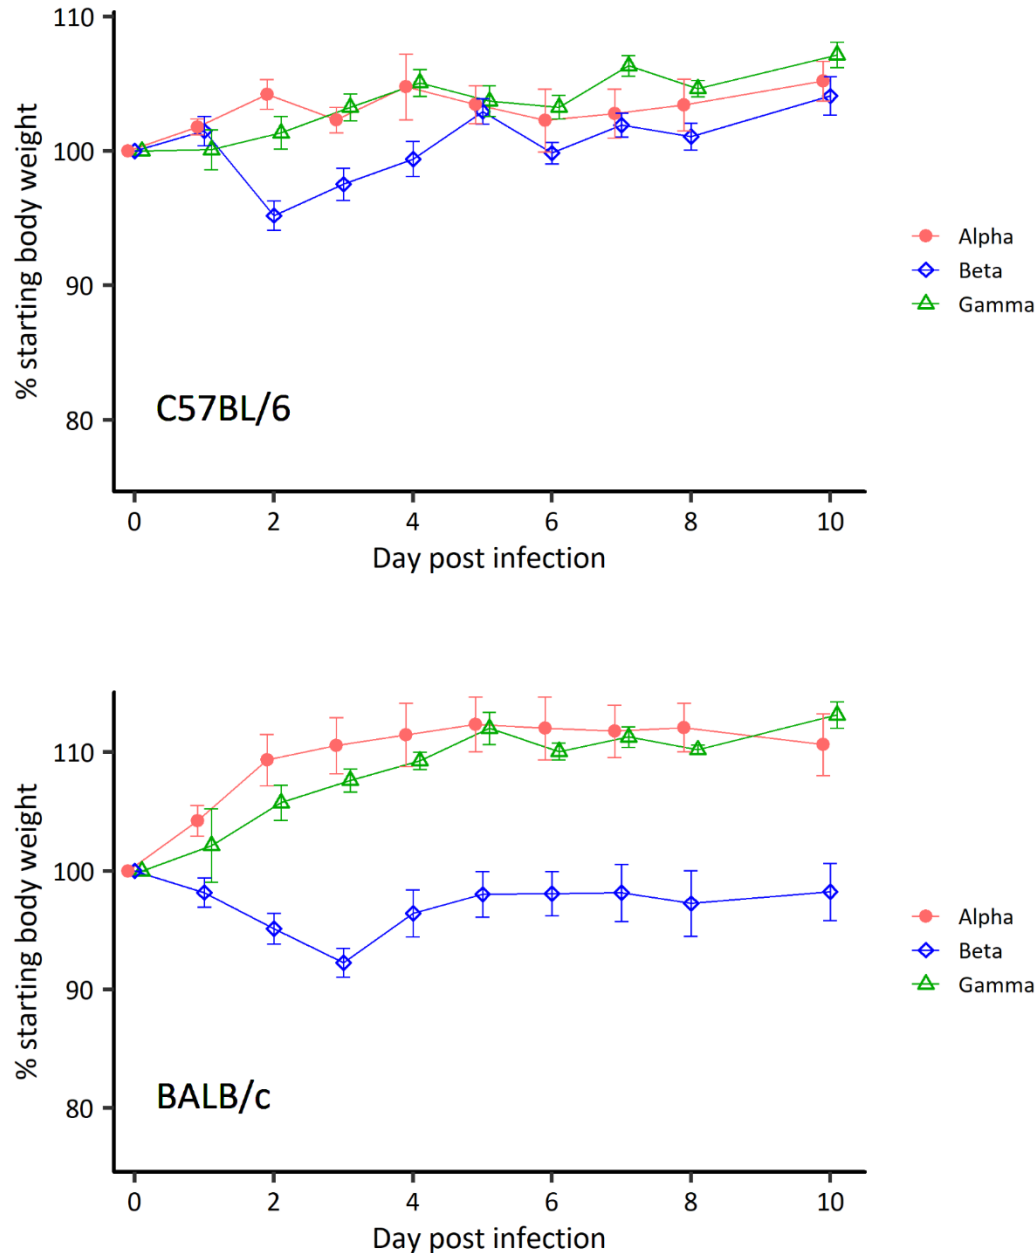 110
100
90
80
% starting body weight
C57BL/6
0 2 4 6 8 10
Day post infection
Alpha
Beta
Gamma
110
100
90
80
% starting body weight
BALB/c
0 2 4 6 8 10
Day post infection
Alpha
Beta
Gamma